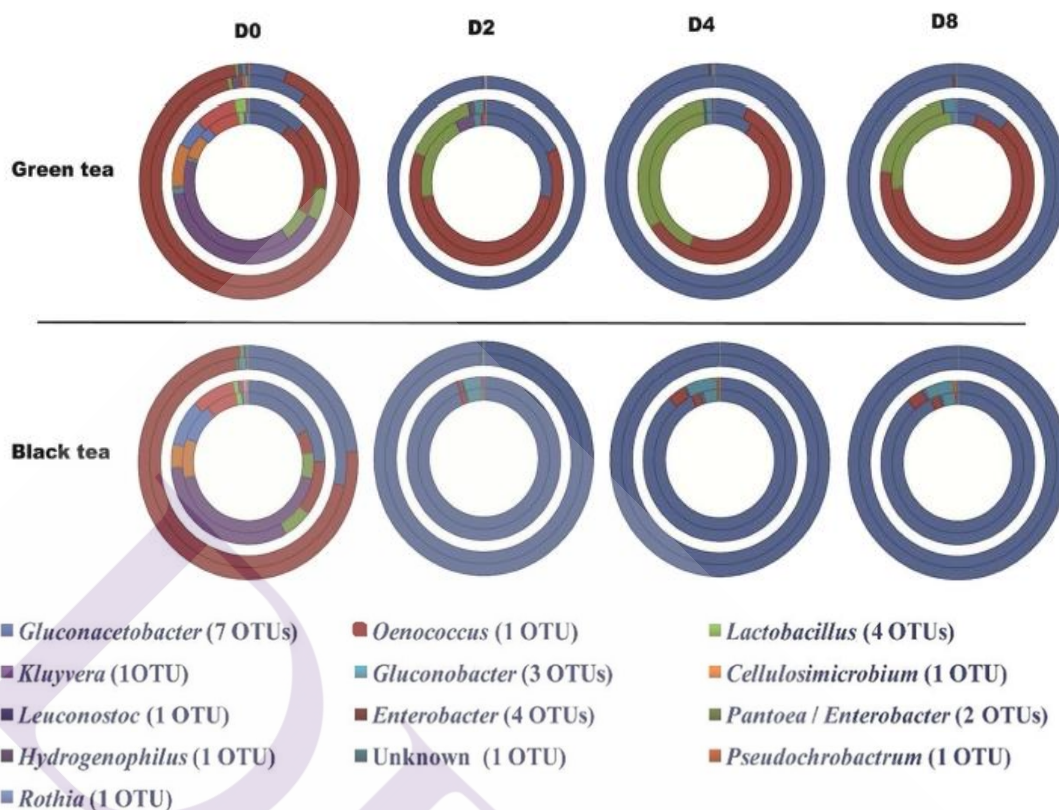 D0 D2 D4 D8
Green tea
Black tea
Gluconacetobacter (7 OTUs) Oenococcus (1 OTU) Lactobacillus (4 OTUs)
Kluyvera (1OTU) Gluconobacter (3 OTUs) Cellulosimicrobium (1 OTU)
Leuconostoc (1 OTU) Enterobacter (4 OTUs) Pantoea / Enterobacter (2 OTUs)
Hydrogenophilus (1 OTU) Unknown (1 OTU) Pseudochrobactrum (1 OTU)
Rothia (1 OTU)